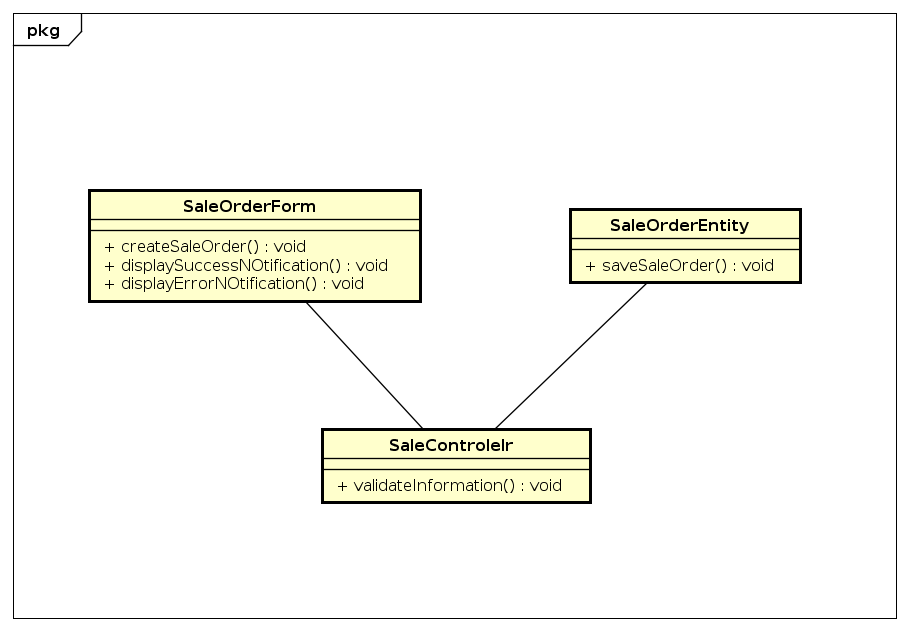 pkg
SaleOrderForm
+ createSaleOrder() : void
+ displaySuccessNOtification() : void
+ displayErrorNOtification() : void
SaleOrderEntity
+ saveSaleOrder() : void
SaleControlelr
+ validateInformation() : void